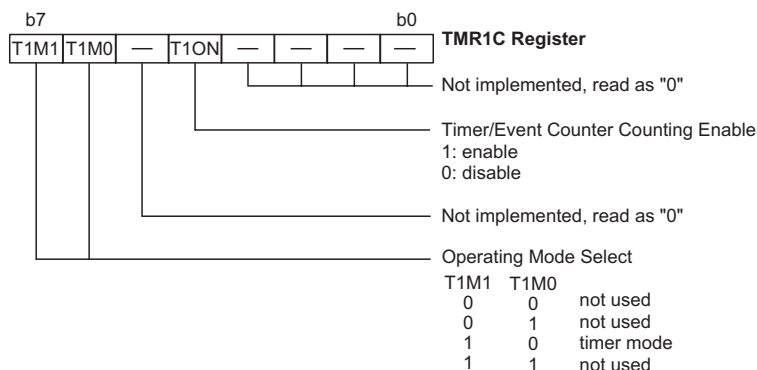 b7 b0
T1M1 T1M0 — T1ON — — — —
TMR1C Register
Not implemented, read as "0"
Timer/Event Counter Counting Enable
1: enable
0: disable
Not implemented, read as "0"
Operating Mode Select
T1M1 T1M0
0 0 not used
0 1 not used
1 0 timer mode
1 1 not used